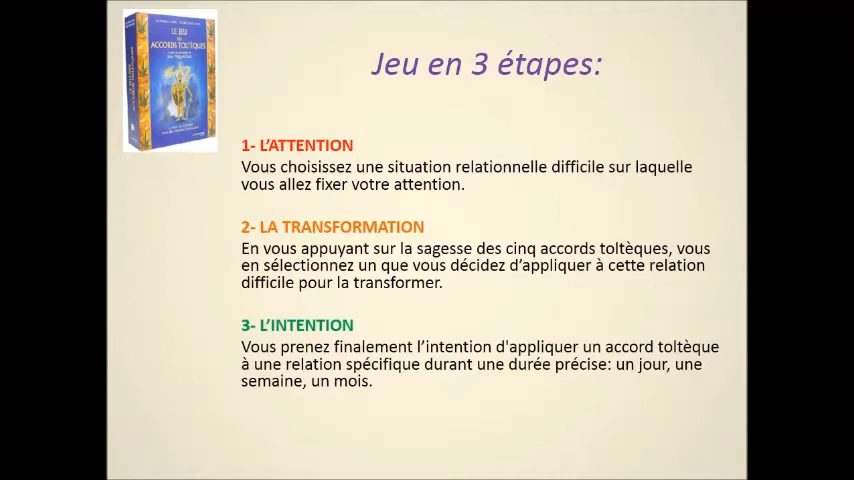 LE JEU
DES
ACCORDS TOLTÈQUES
Jeu en 3 étapes:
1- L’ATTENTION
Vous choisissez une situation relationnelle difficile sur laquelle
vous allez fixer votre attention.
2- LA TRANSFORMATION
En vous appuyant sur la sagesse des cinq accords toltèques, vous
en sélectionnez un que vous décidez d’appliquer à cette relation
difficile pour la transformer.
3- L’INTENTION
Vous prenez finalement l’intention d'appliquer un accord toltèque
à une relation spécifique durant une durée précise: un jour, une
semaine, un mois.